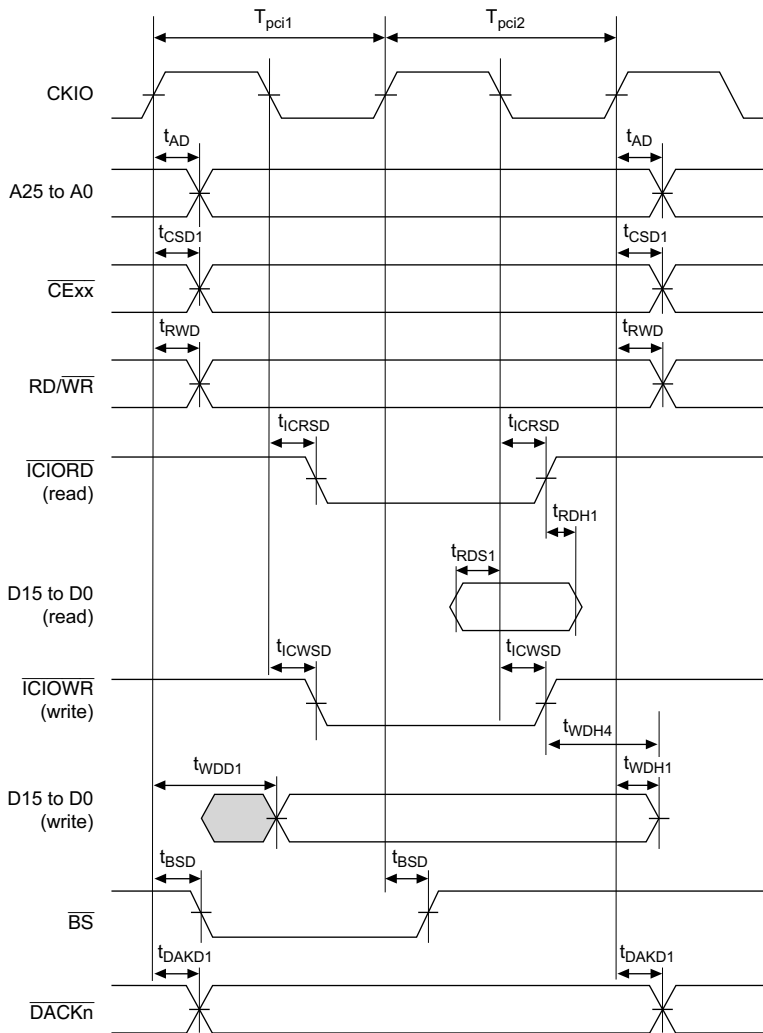 Tpci1 Tpci2
CKIO
tAD tAD
A25 to A0
tCSD1 tCSD1
CExx
tRWD tRWD
RD/WR
tICRSD tICRSD
ICIORD
(read)
tRDH1
tRDS1
D15 to D0
(read)
tICWSD tICWSD
ICIOWR
(write)
tWDH4
tWDD1 tWDH1
D15 to D0
(write)
tBSD tBSD
BS
tDAKD1 tDAKD1
DACKn